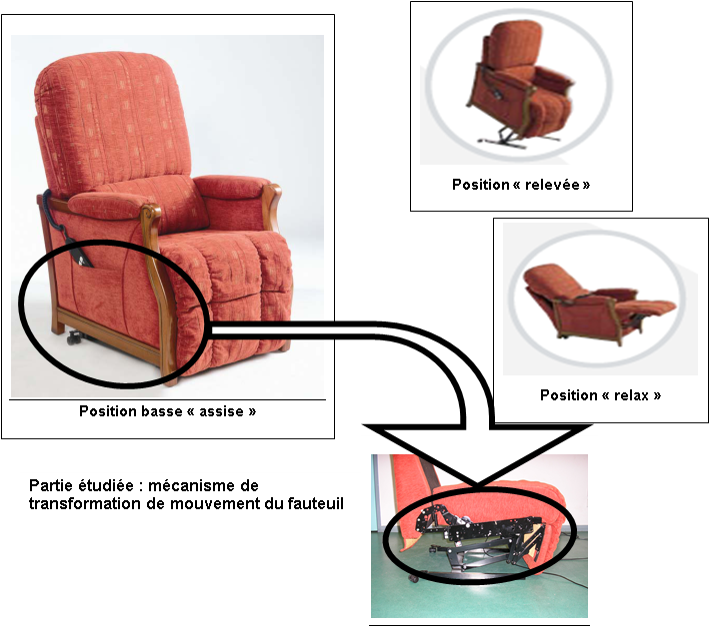 Position « relevée »
Position « relax »
Position basse « assise »
Partie étudiée : mécanisme de
transformation de mouvement du fauteuil